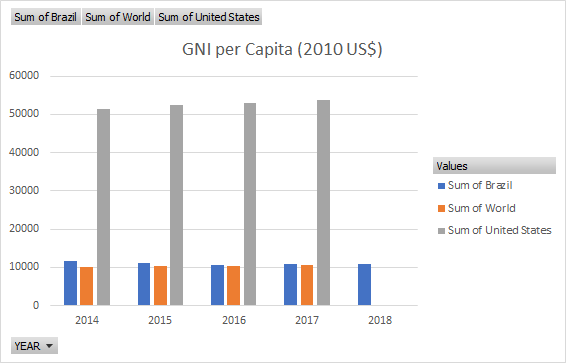 Sum of Brazil Sum of World Sum of United States
GNI per Capita (2010 US$)
60000
50000
40000
30000
20000
10000
0
2014 2015 2016 2017 2018
Values
Sum of Brazil
Sum of World
Sum of United States
YEAR